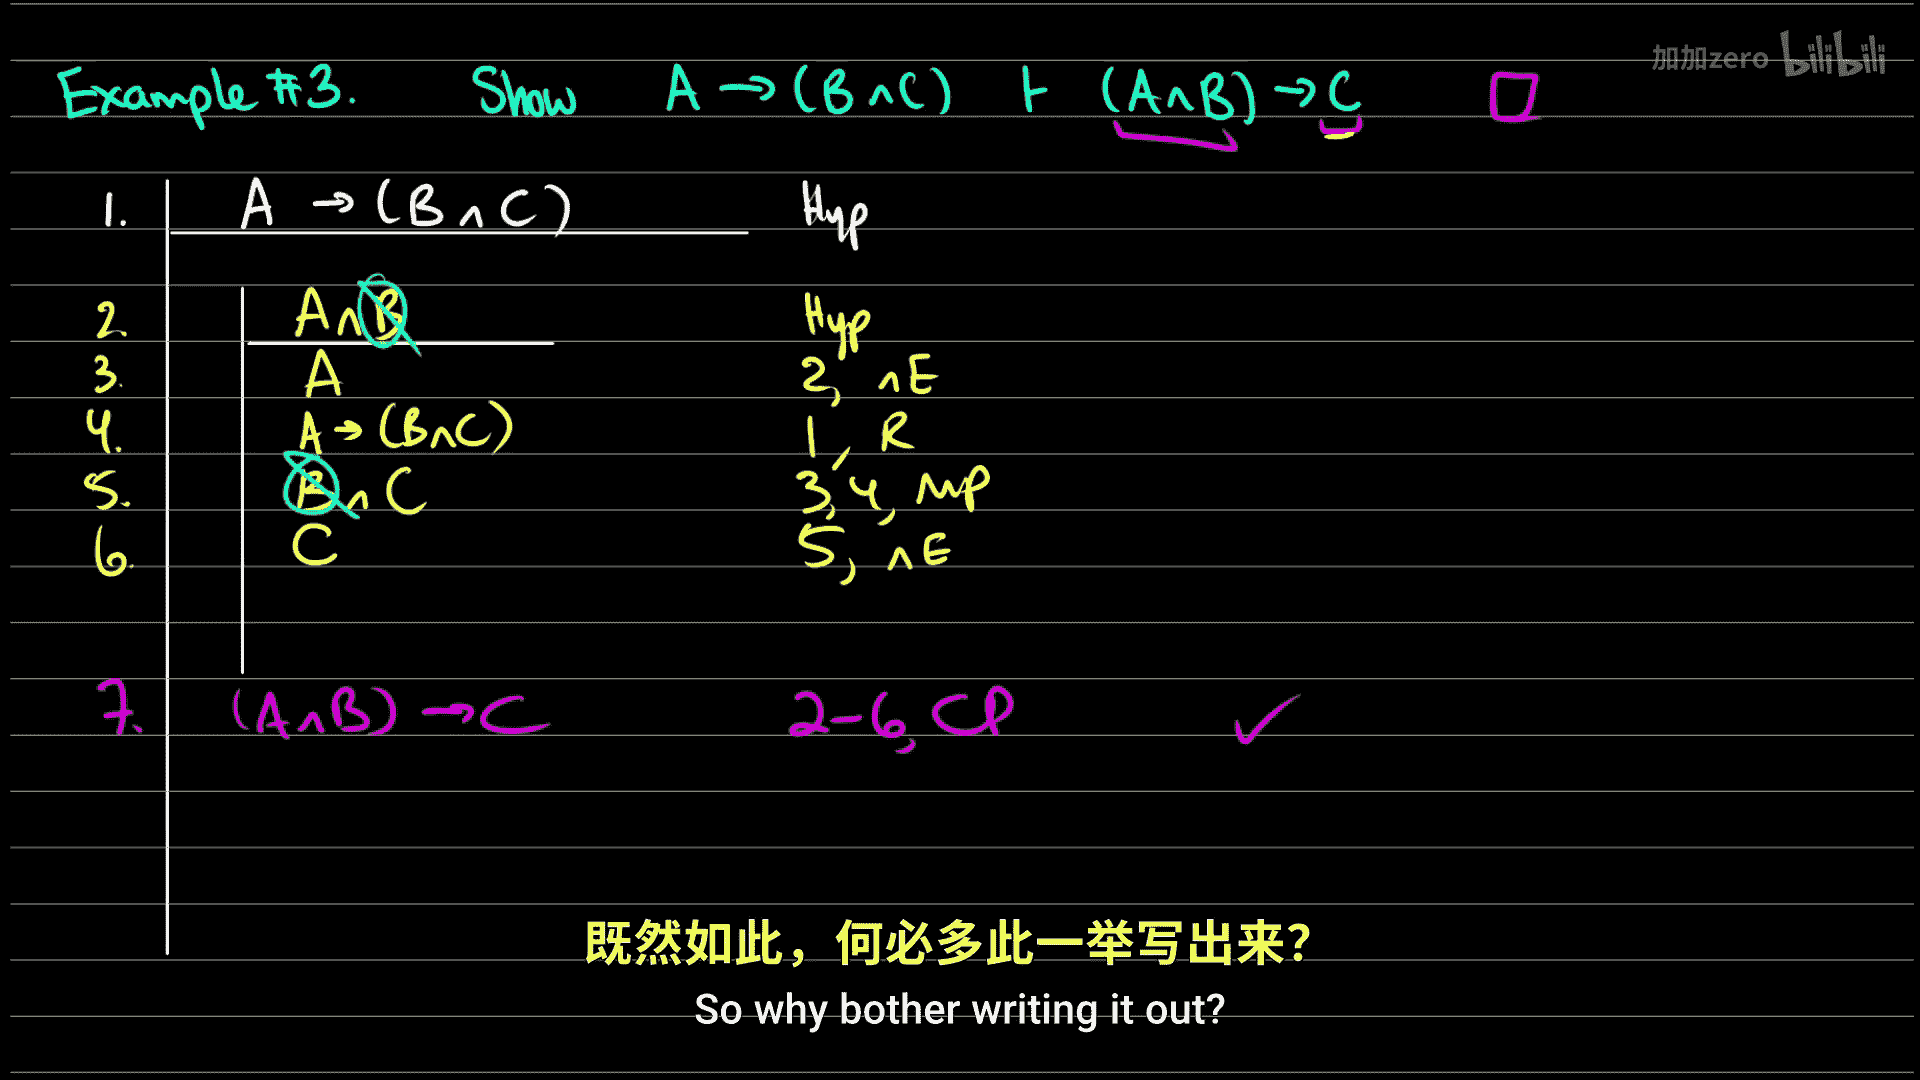 加加zero bilibili
Example #3. Show A → (B ∧ C) ⊢ (A ∧ B) → C
1. A → (B ∧ C) Hyp
2. A ∧ B Hyp
3. A 2, ∧E
4. A → (B ∧ C) 1, R
5. B ∧ C 3, 4, MP
6. C 5, ∧E
7. (A ∧ B) → C 2-6, CP ✓
既然如此，何必多此一举写出来？
So why bother writing it out?